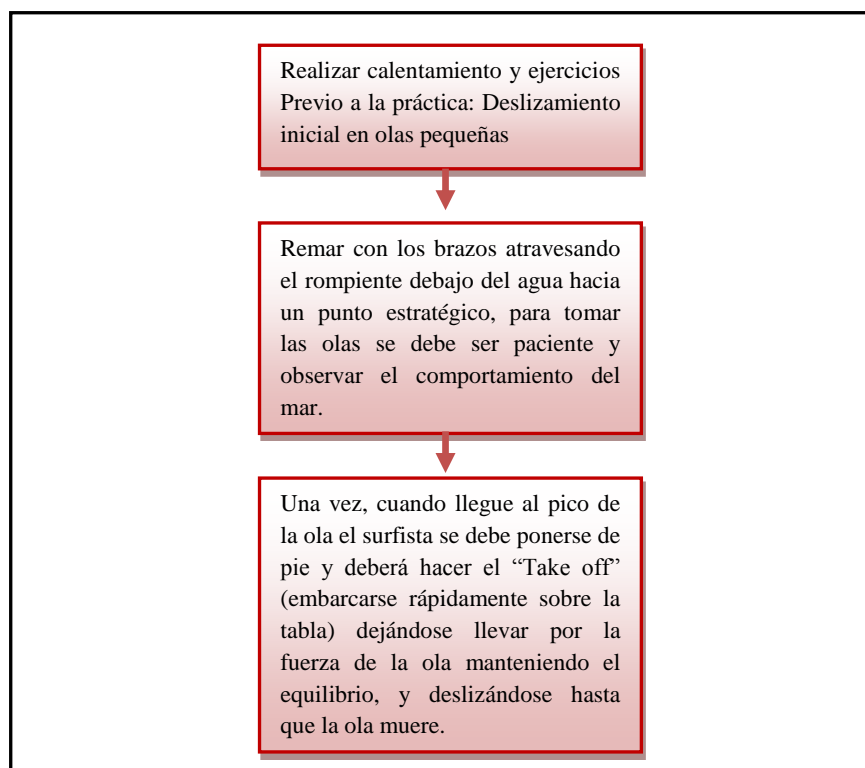 Realizar calentamiento y ejercicios
Previo a la práctica: Deslizamiento
inicial en olas pequeñas
Remar con los brazos atravesando
el rompiente debajo del agua hacia
un punto estratégico, para tomar
las olas se debe ser paciente y
observar el comportamiento del
mar.
Una vez, cuando llegue al pico de
la ola el surfista se debe ponerse de
pie y deberá hacer el “Take off”
(embarcarse rápidamente sobre la
tabla) dejándose llevar por la
fuerza de la ola manteniendo el
equilibrio, y deslizándose hasta
que la ola muere.